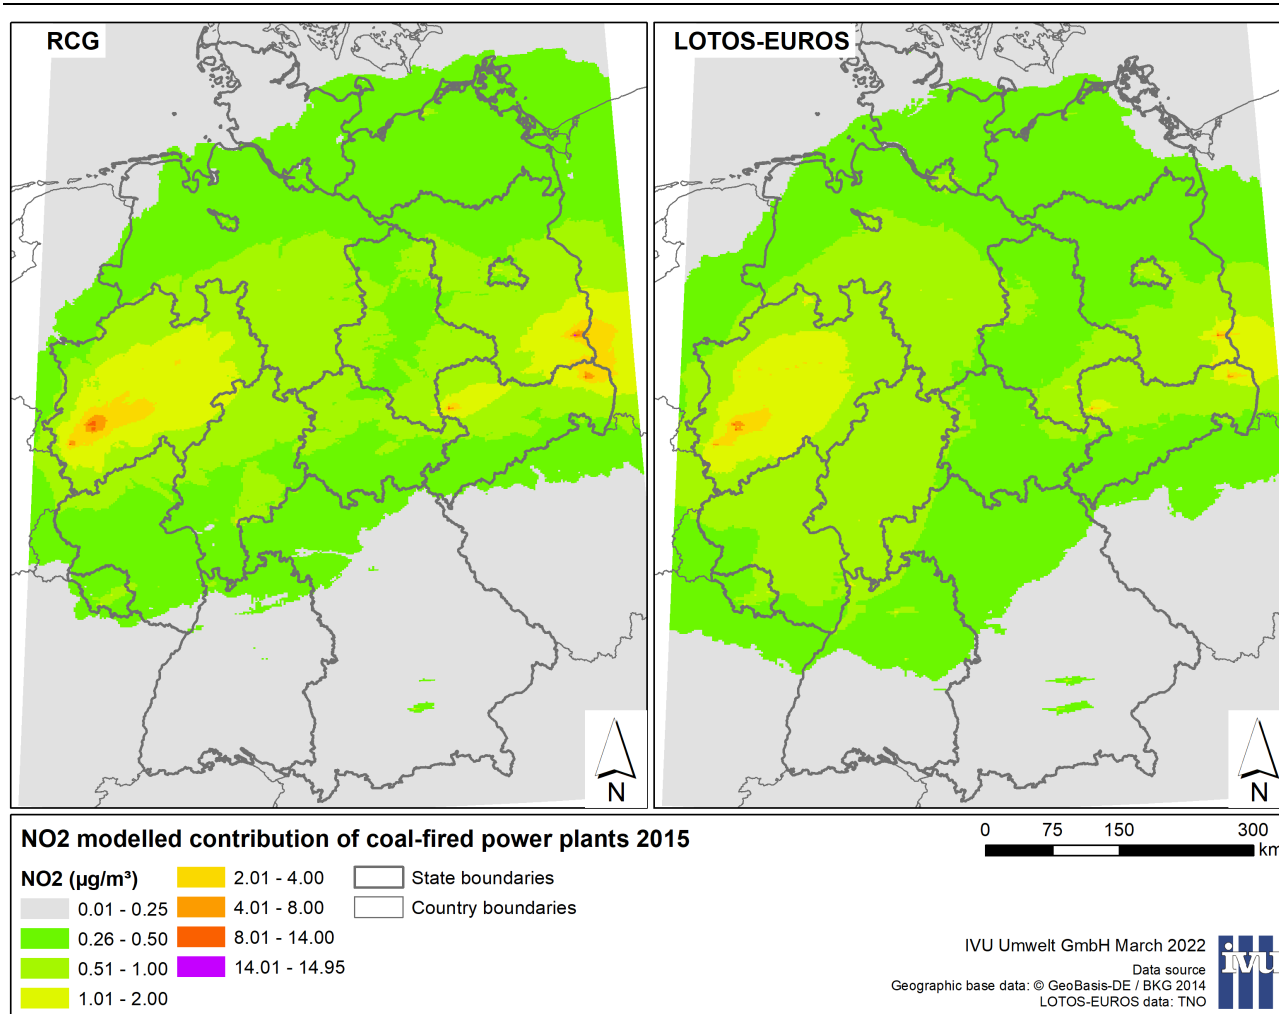 RCG
LOTOS-EUROS
N
N
NO2 modelled contribution of coal-fired power plants 2015
0 75 150 300
km
NO2 (µg/m³)
0.01 - 0.25
0.26 - 0.50
0.51 - 1.00
1.01 - 2.00
2.01 - 4.00
4.01 - 8.00
8.01 - 14.00
14.01 - 14.95
State boundaries
Country boundaries
IVU Umwelt GmbH March 2022
Data source
Geographic base data: © GeoBasis-DE / BKG 2014
LOTOS-EUROS data: TNO
ivu